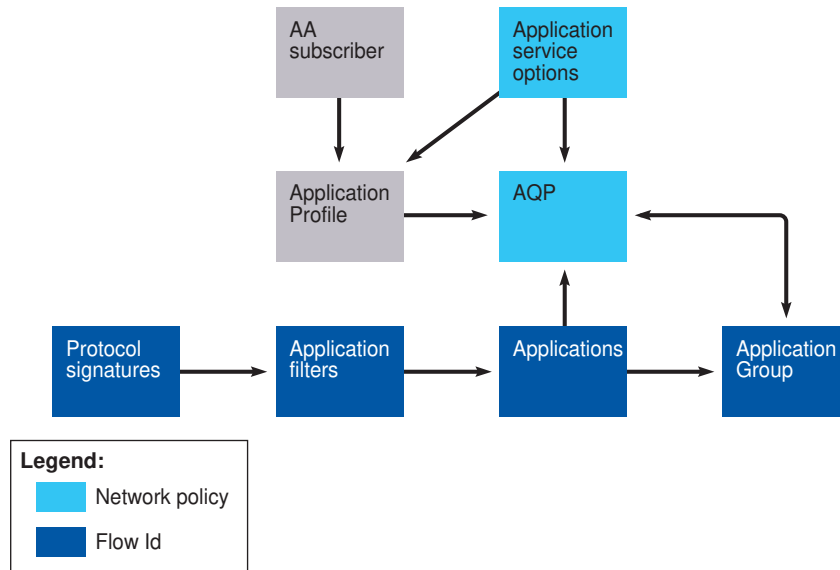 AA
subscriber
Application
service
options
Application
Profile
AQP
Protocol
signatures
Application
filters
Applications
Application
Group
Legend:
Network policy
Flow Id